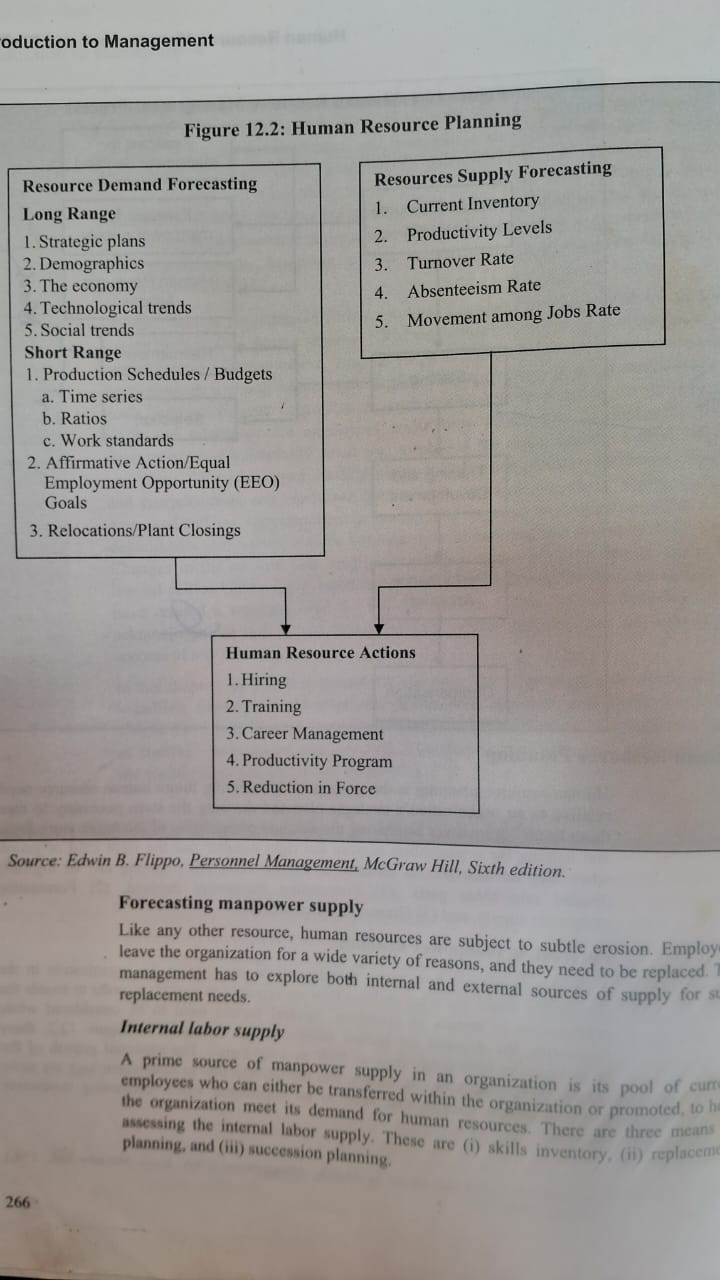 oduction to Management
Figure 12.2: Human Resource Planning
Resource Demand Forecasting
Long Range
1. Strategic plans
2. Demographics
3. The economy
4. Technological trends
5. Social trends
Short Range
1. Production Schedules / Budgets
a. Time series
b. Ratios
c. Work standards
2. Affirmative Action/Equal
Employment Opportunity (EEO)
Goals
3. Relocations/Plant Closings
Resources Supply Forecasting
1. Current Inventory
2. Productivity Levels
3. Turnover Rate
4. Absenteeism Rate
5. Movement among Jobs Rate
Human Resource Actions
1. Hiring
2. Training
3. Career Management
4. Productivity Program
5. Reduction in Force
Source: Edwin B. Flippo, Personnel Management, McGraw Hill, Sixth edition.
Forecasting manpower supply
Like any other resource, human resources are subject to subtle erosion. Employe
leave the organization for a wide variety of reasons, and they need to be replaced. T
management has to explore both internal and external sources of supply for su
replacement needs.
Internal labor supply
A prime source of manpower supply in an organization is its pool of curre
employees who can either be transferred within the organization or promoted, to he
the organization meet its demand for human resources. There are three means
assessing the internal labor supply. These are (i) skills inventory, (ii) replaceme
planning, and (iii) succession planning.
266